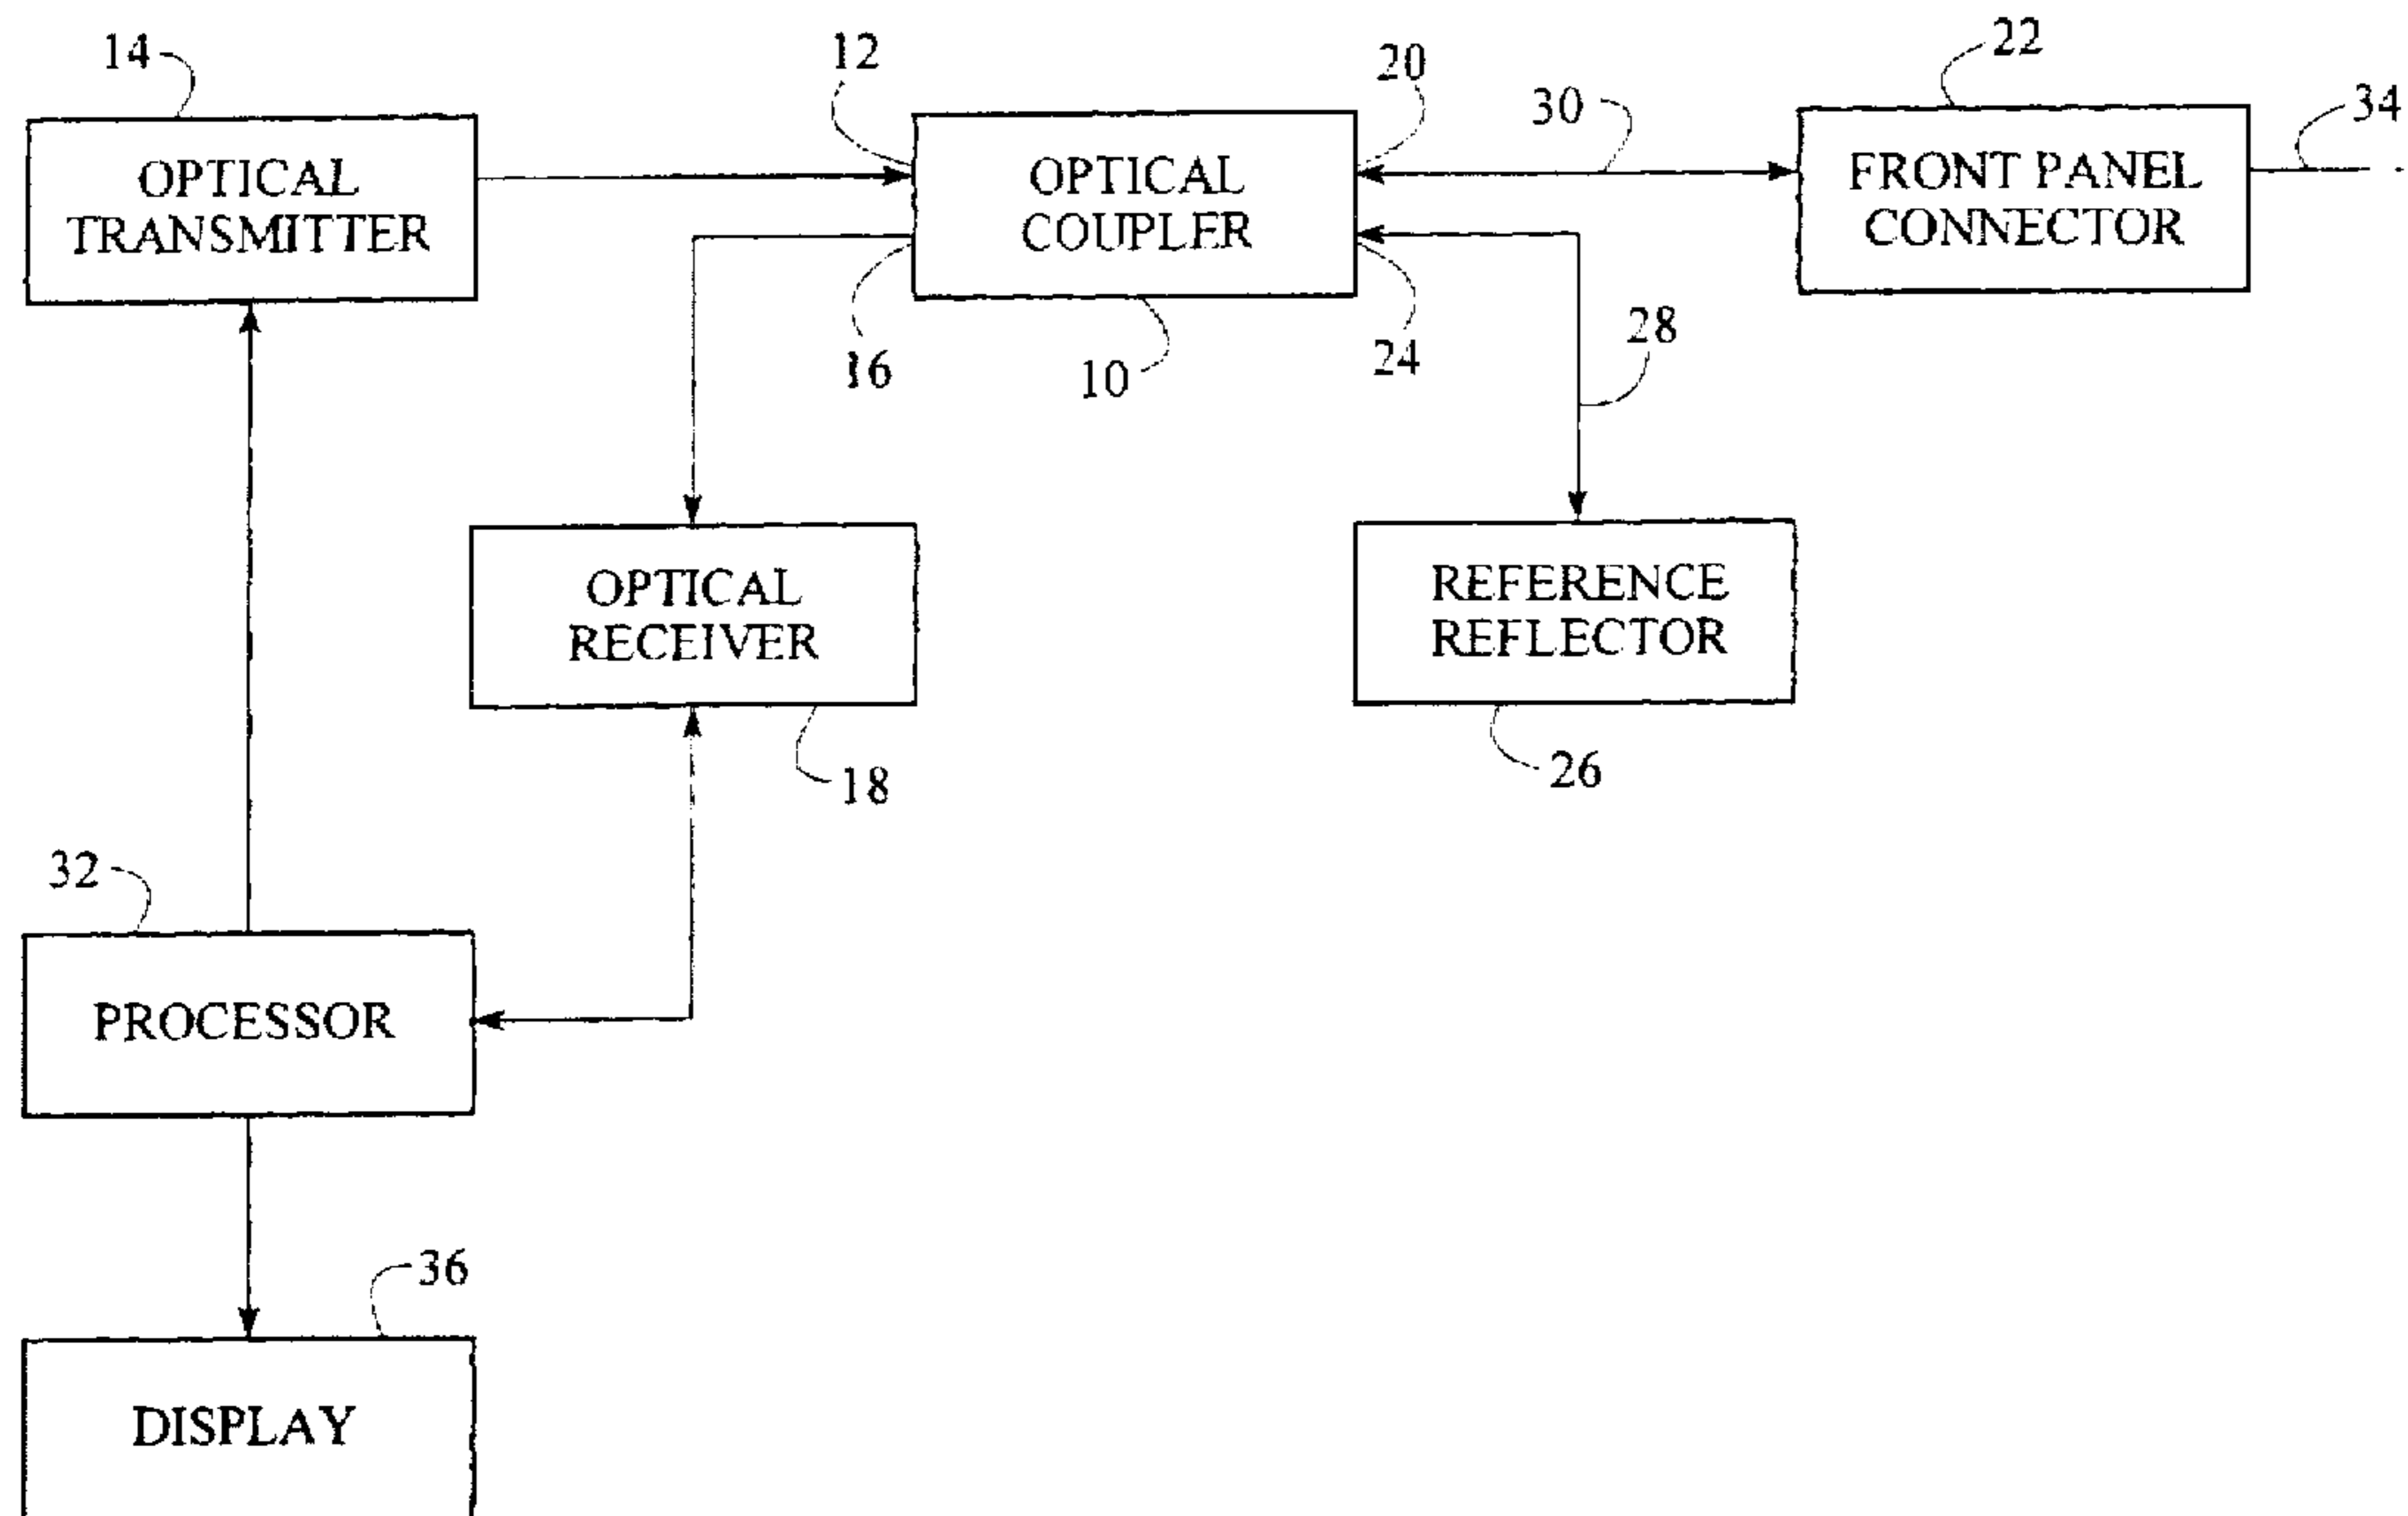 14
12
20
30
22
34
OPTICAL
TRANSMITTER
OPTICAL
COUPLER
FRONT PANEL
CONNECTOR
16
10
24
28
OPTICAL
RECEIVER
REFERENCE
REFLECTOR
18
26
32
PROCESSOR
36
DISPLAY